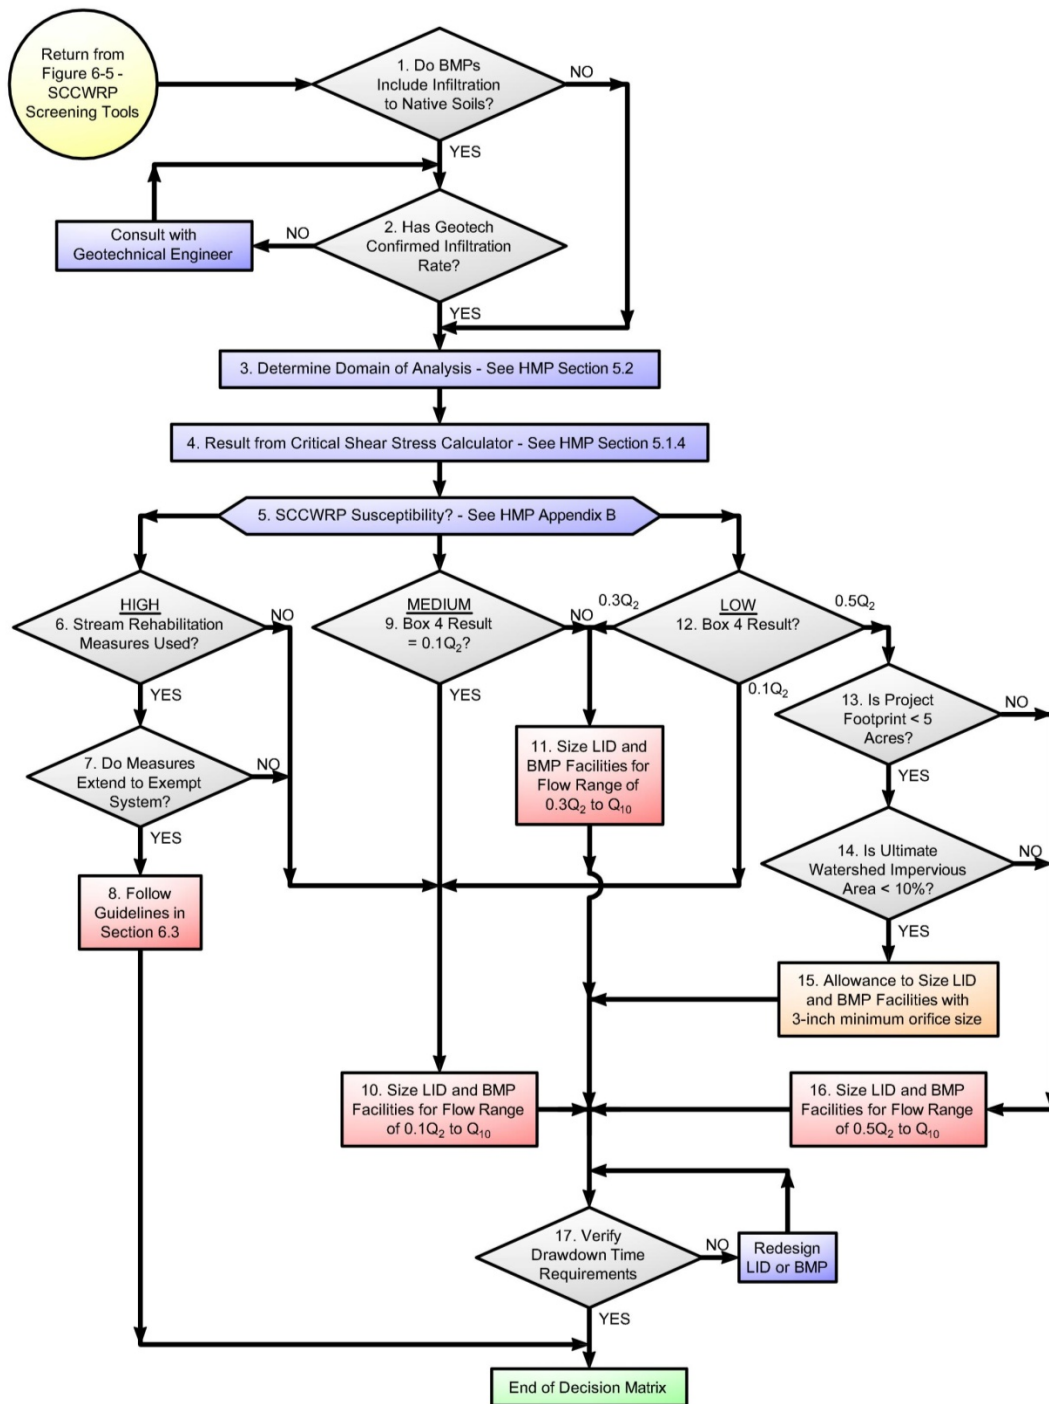 Return from
Figure 6-5 -
SCCWRP
Screening Tools
1. Do BMPs
Include Infiltration
to Native Soils?
NO
YES
2. Has Geotech
Confirmed Infiltration
Rate?
NO
Consult with
Geotechnical Engineer
YES
3. Determine Domain of Analysis - See HMP Section 5.2
4. Result from Critical Shear Stress Calculator - See HMP Section 5.1.4
5. SCCWRP Susceptibility? - See HMP Appendix B
HIGH
6. Stream Rehabilitation
Measures Used?
NO
YES
7. Do Measures
Extend to Exempt
System?
NO
YES
8. Follow
Guidelines in
Section 6.3
MEDIUM
9. Box 4 Result
= 0.1Q₂?
NO
YES
0.3Q₂
LOW
12. Box 4 Result?
0.5Q₂
0.1Q₂
11. Size LID and
BMP Facilities for
Flow Range of
0.3Q₂ to Q₁₀
13. Is Project
Footprint < 5
Acres?
NO
YES
14. Is Ultimate
Watershed Impervious
Area < 10%?
NO
YES
15. Allowance to Size LID
and BMP Facilities with
3-inch minimum orifice size
10. Size LID and BMP
Facilities for Flow Range
of 0.1Q₂ to Q₁₀
16. Size LID and BMP
Facilities for Flow Range
of 0.5Q₂ to Q₁₀
17. Verify
Drawdown Time
Requirements
NO
Redesign
LID or BMP
YES
End of Decision Matrix